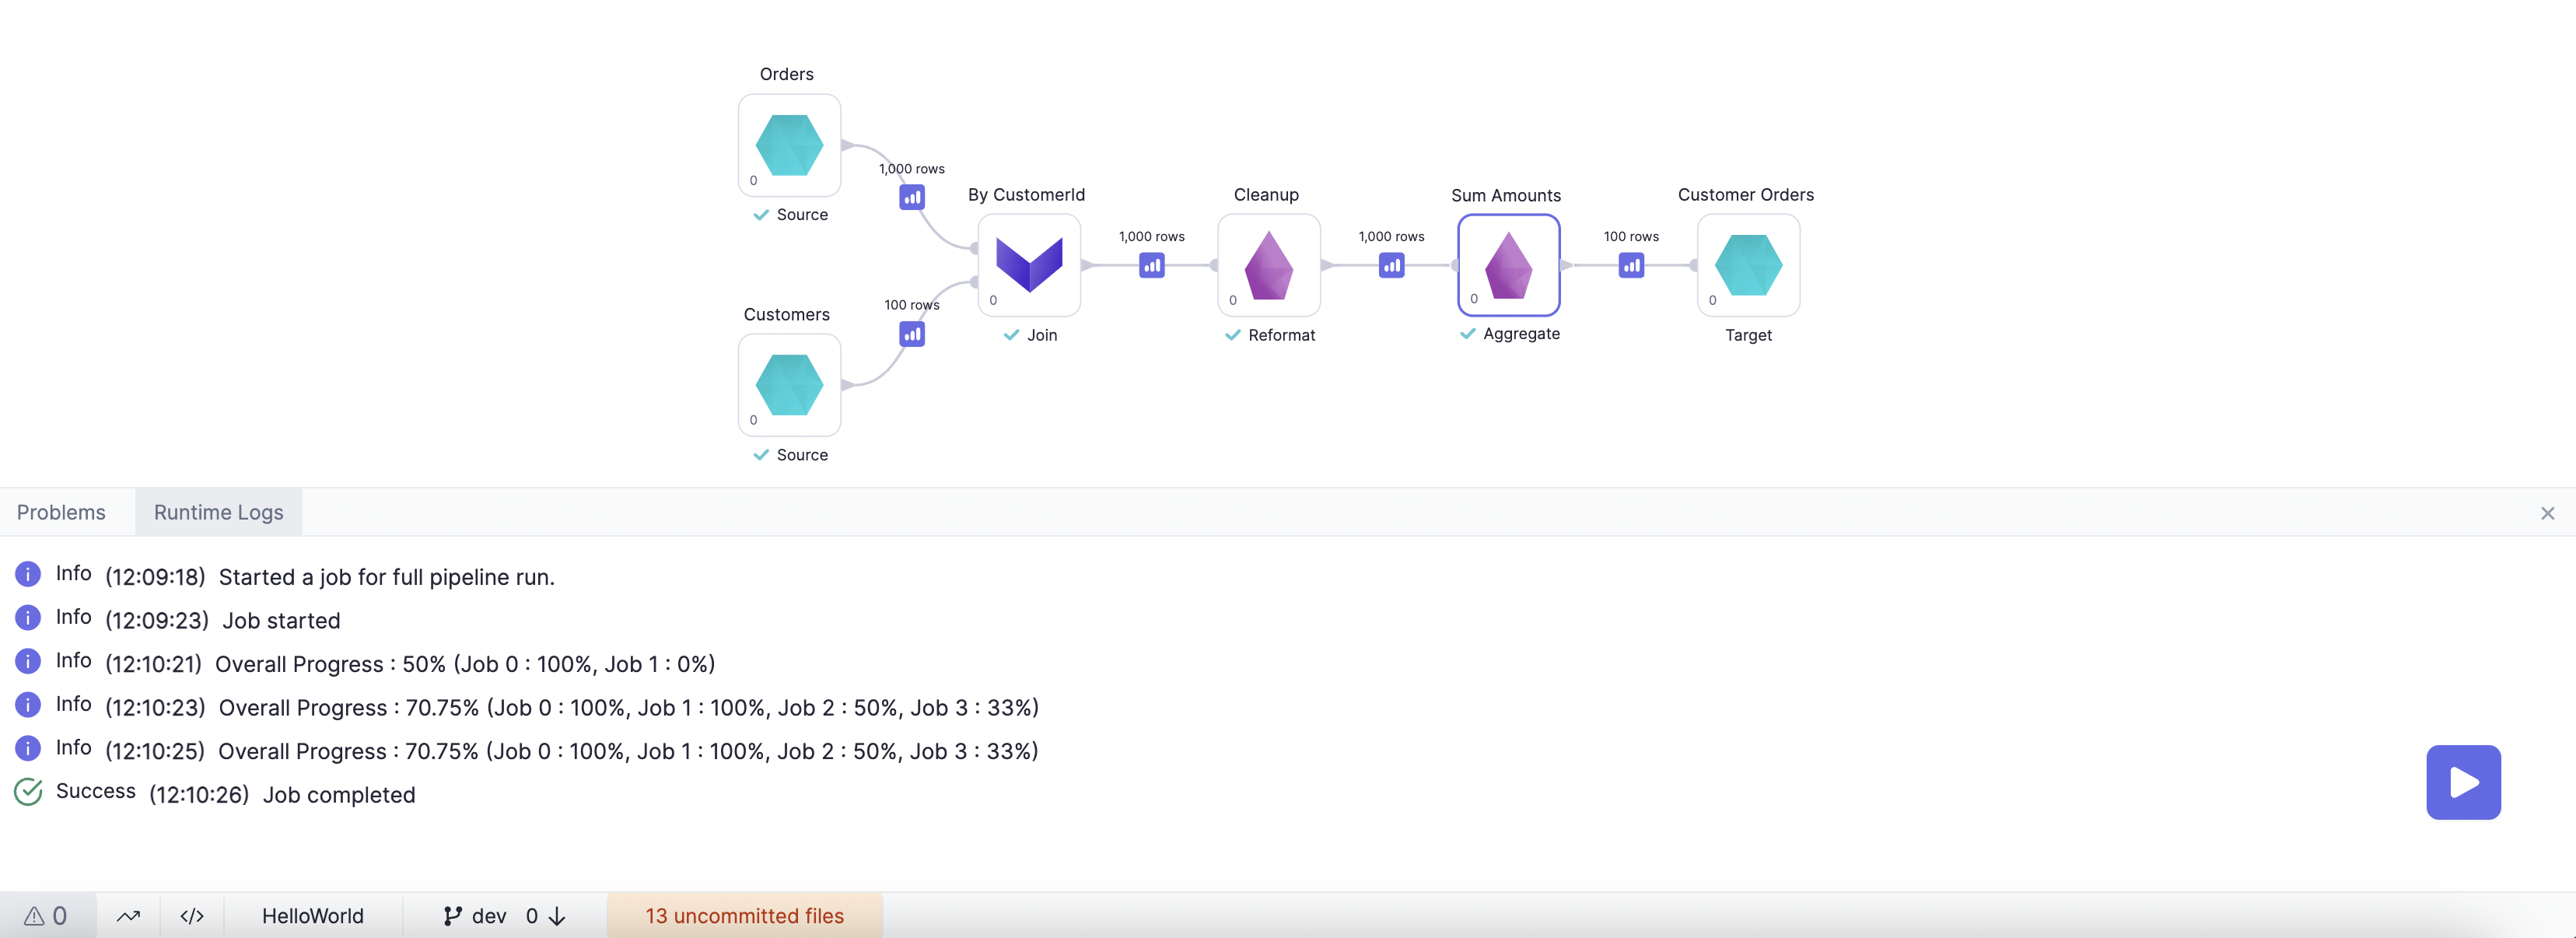 Orders
0
Source
1,000 rows
Customers
0
Source
100 rows
By CustomerId
0
Join
1,000 rows
Cleanup
0
Reformat
1,000 rows
Sum Amounts
0
Aggregate
100 rows
Customer Orders
0
Target
Problems
Runtime Logs
Info (12:09:18) Started a job for full pipeline run.
Info (12:09:23) Job started
Info (12:10:21) Overall Progress : 50% (Job 0 : 100%, Job 1 : 0%)
Info (12:10:23) Overall Progress : 70.75% (Job 0 : 100%, Job 1 : 100%, Job 2 : 50%, Job 3 : 33%)
Info (12:10:25) Overall Progress : 70.75% (Job 0 : 100%, Job 1 : 100%, Job 2 : 50%, Job 3 : 33%)
Success (12:10:26) Job completed
0 </> HelloWorld dev 0 ↓ 13 uncommitted files